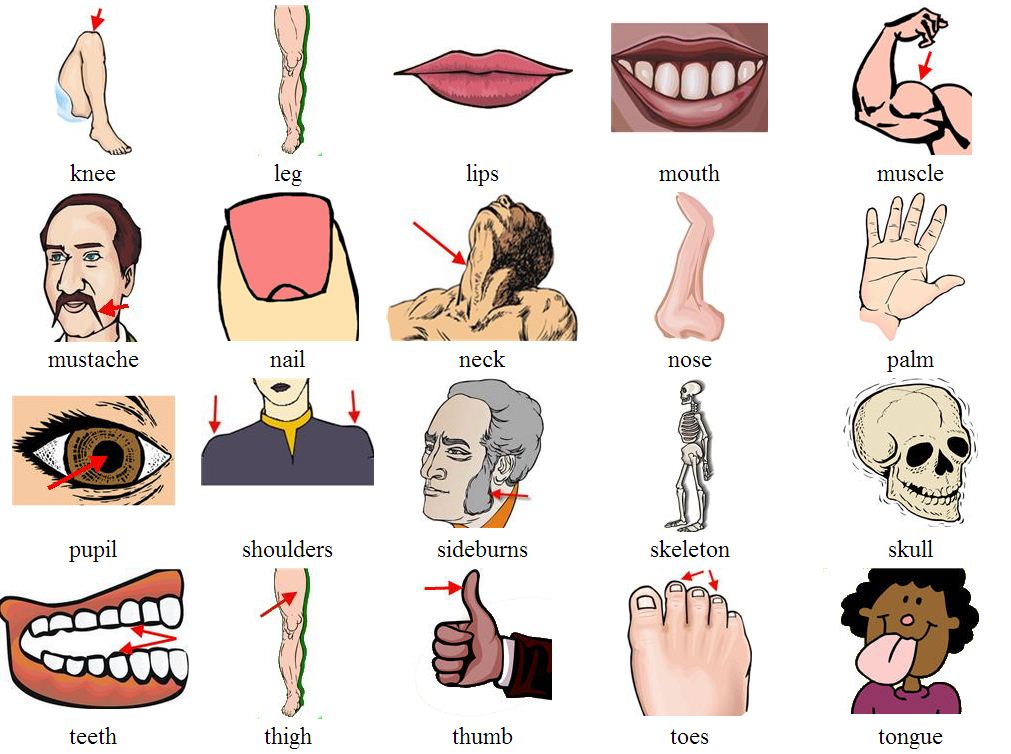 knee leg lips mouth muscle
mustache nail neck nose palm
pupil shoulders sideburns skeleton skull
teeth thigh thumb toes tongue